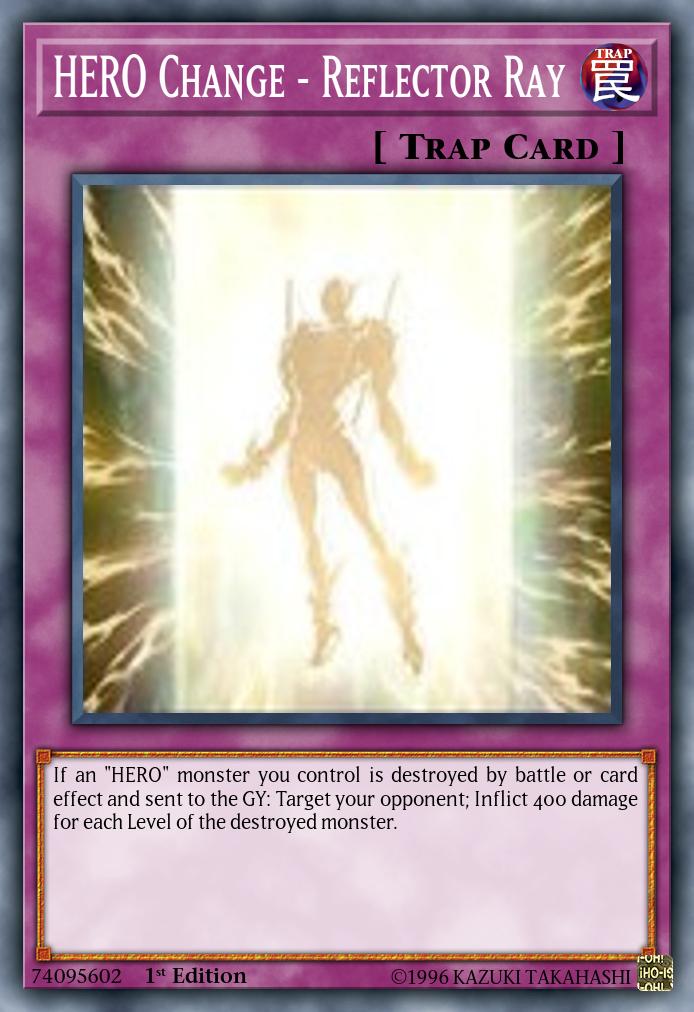 HERO Change - Reflector Ray
TRAP
罠
[ Trap Card ]
If an "HERO" monster you control is destroyed by battle or card
effect and sent to the GY: Target your opponent; Inflict 400 damage
for each Level of the destroyed monster.
74095602 1st Edition ©1996 KAZUKI TAKAHASHI